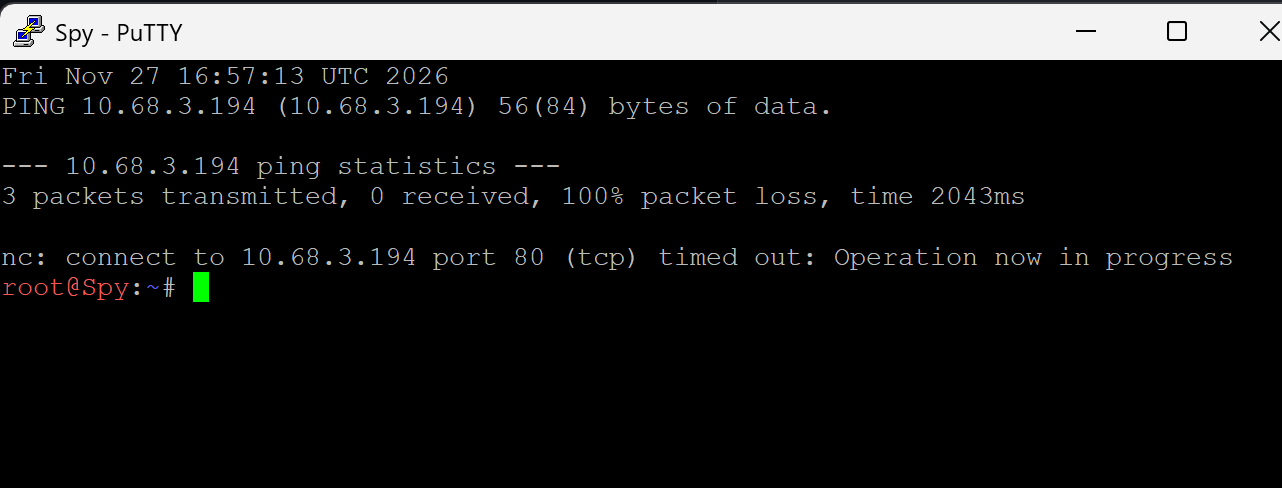 Spy - PuTTY
Fri Nov 27 16:57:13 UTC 2026
PING 10.68.3.194 (10.68.3.194) 56(84) bytes of data.
--- 10.68.3.194 ping statistics ---
3 packets transmitted, 0 received, 100% packet loss, time 2043ms
nc: connect to 10.68.3.194 port 80 (tcp) timed out: Operation now in progress
root@Spy:~#